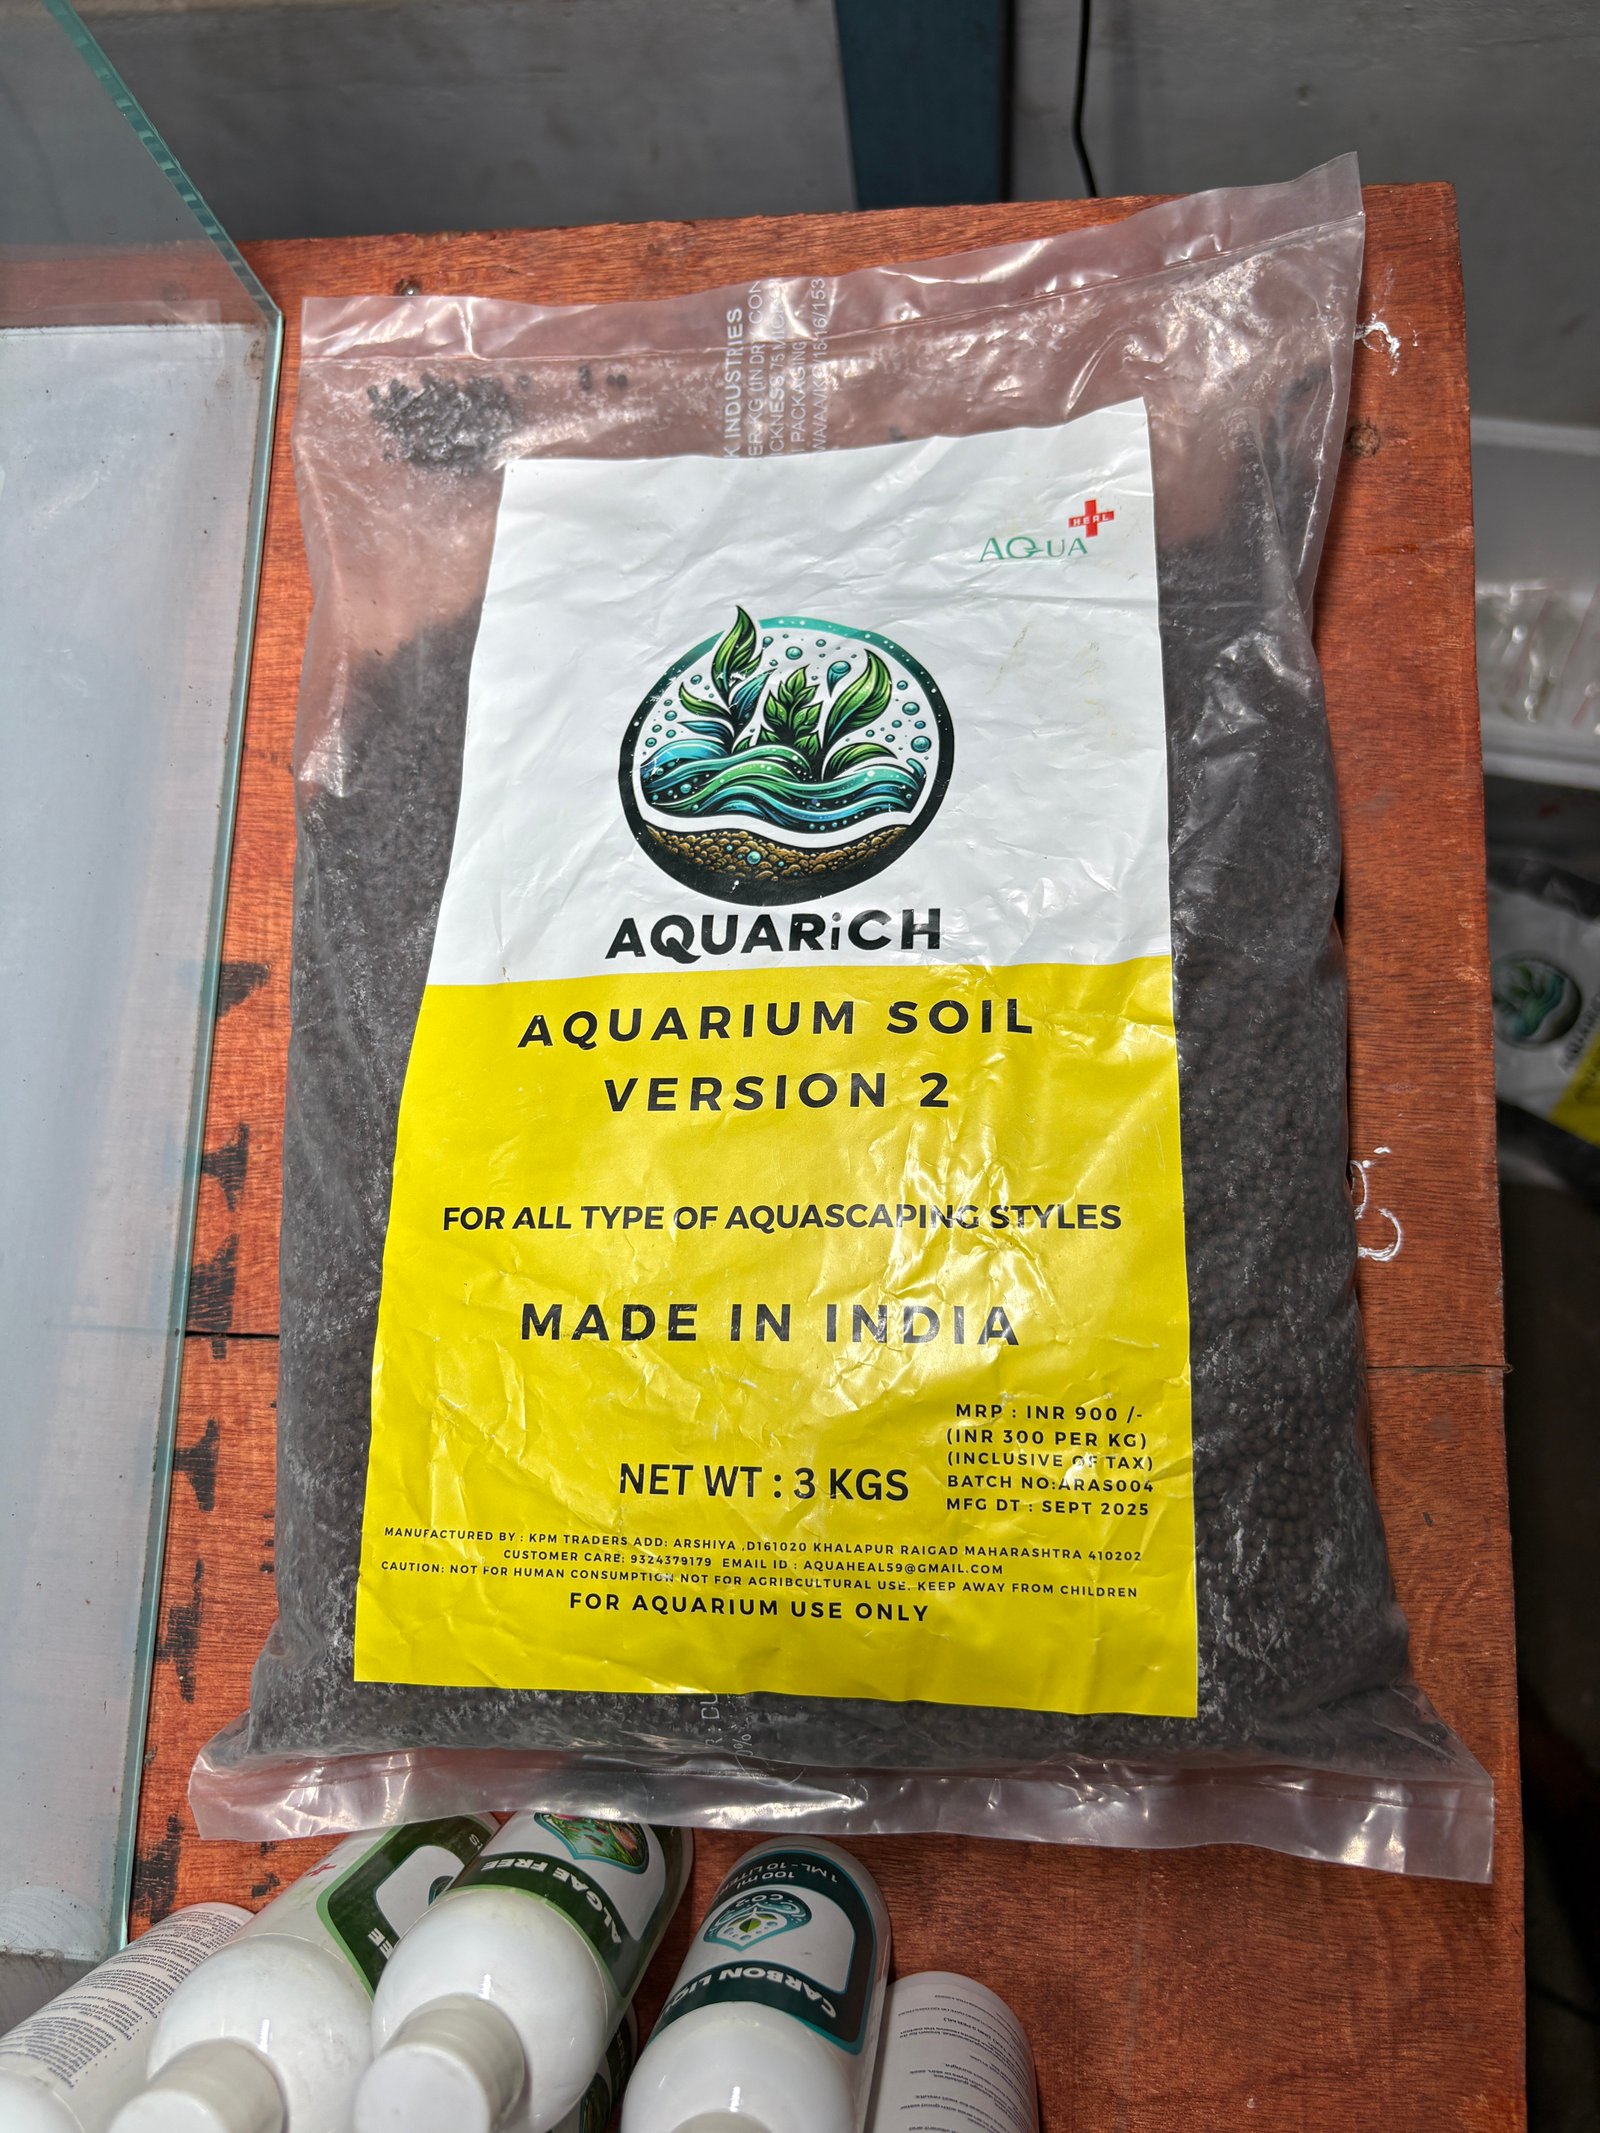 K INDUSTRIES
HEAL
AQUA
AQUARiCH
AQUARIUM SOIL
VERSION 2
FOR ALL TYPE OF AQUASCAPING STYLES
MADE IN INDIA
MRP : INR 900 /-
(INR 300 PER KG)
(INCLUSIVE OF TAX)
BATCH NO:ARAS004
MFG DT : SEPT 2025
NET WT : 3 KGS
MANUFACTURED BY : KPM TRADERS ADD: ARSHIYA ,D161020 KHALAPUR RAIGAD MAHARASHTRA 410202
CUSTOMER CARE: 9324379179 EMAIL ID : AQUAHEAL59@GMAIL.COM
CAUTION: NOT FOR HUMAN CONSUMPTION NOT FOR AGRIBCULTURAL USE. KEEP AWAY FROM CHILDREN
FOR AQUARIUM USE ONLY
ALGAE FREE
100 ml
CO2
CARBON